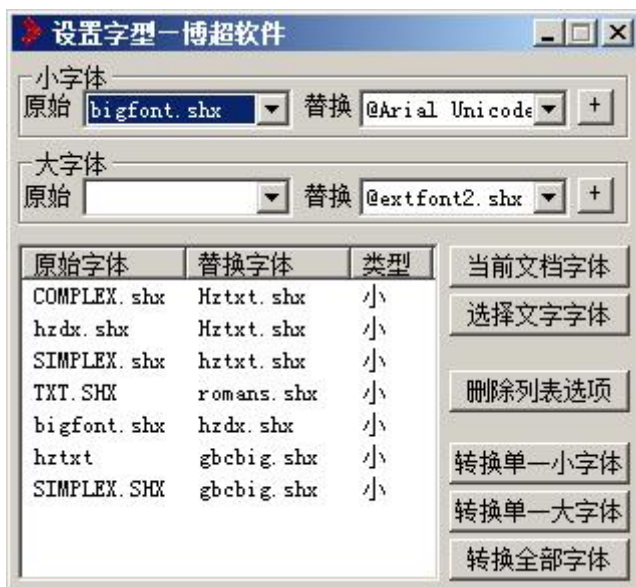 设置字型－博超软件
小字体
原始 bigfont.shx 替换 @Arial Unicode +
大字体
原始 替换 @extfont2.shx +
原始字体 替换字体 类型
COMPLEX.shx Hztxt.shx 小
hzdx.shx Hztxt.shx 小
SIMPLEX.shx hztxt.shx 小
TXT.SHX romans.shx 小
bigfont.shx hzdx.shx 小
hztxt gbcbig.shx 小
SIMPLEX.SHX gbcbig.shx 小
当前文档字体
选择文字字体
删除列表选项
转换单一小字体
转换单一大字体
转换全部字体